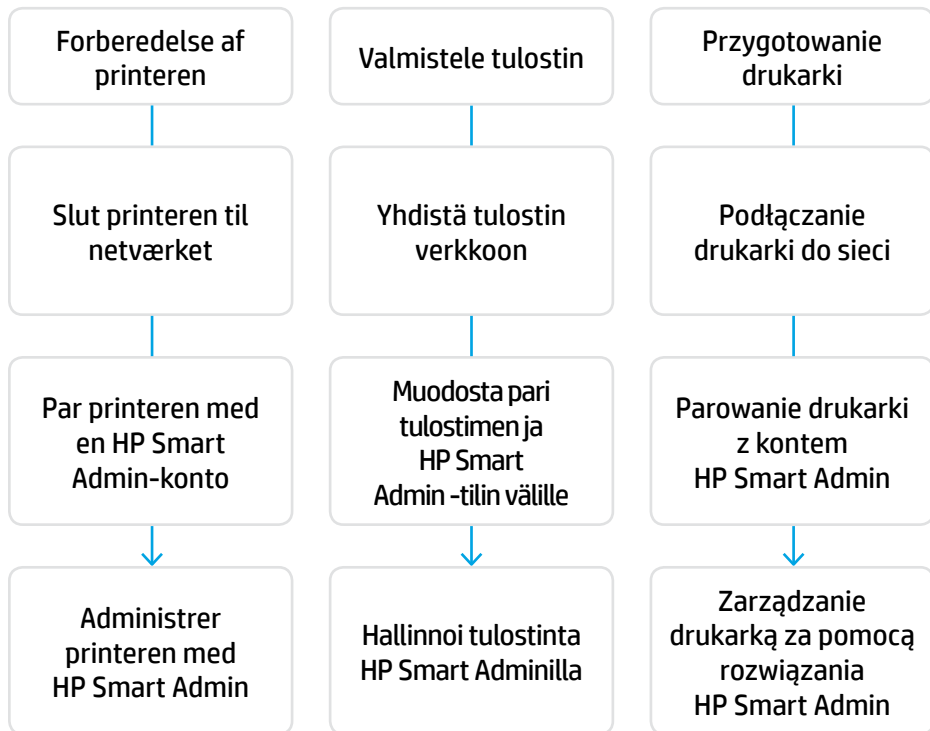 Forberedelse af
printeren
Slut printeren til
netværket
Par printeren med
en HP Smart
Admin-konto
Administrer
printeren med
HP Smart Admin
Valmistele tulostin
Yhdistä tulostin
verkkoon
Muodosta pari
tulostimen ja
HP Smart
Admin -tilin välille
Hallinnoi tulostinta
HP Smart Adminilla
Przygotowanie
drukarki
Podłączanie
drukarki do sieci
Parowanie drukarki
z kontem
HP Smart Admin
Zarządzanie
drukarką za pomocą
rozwiązania
HP Smart Admin